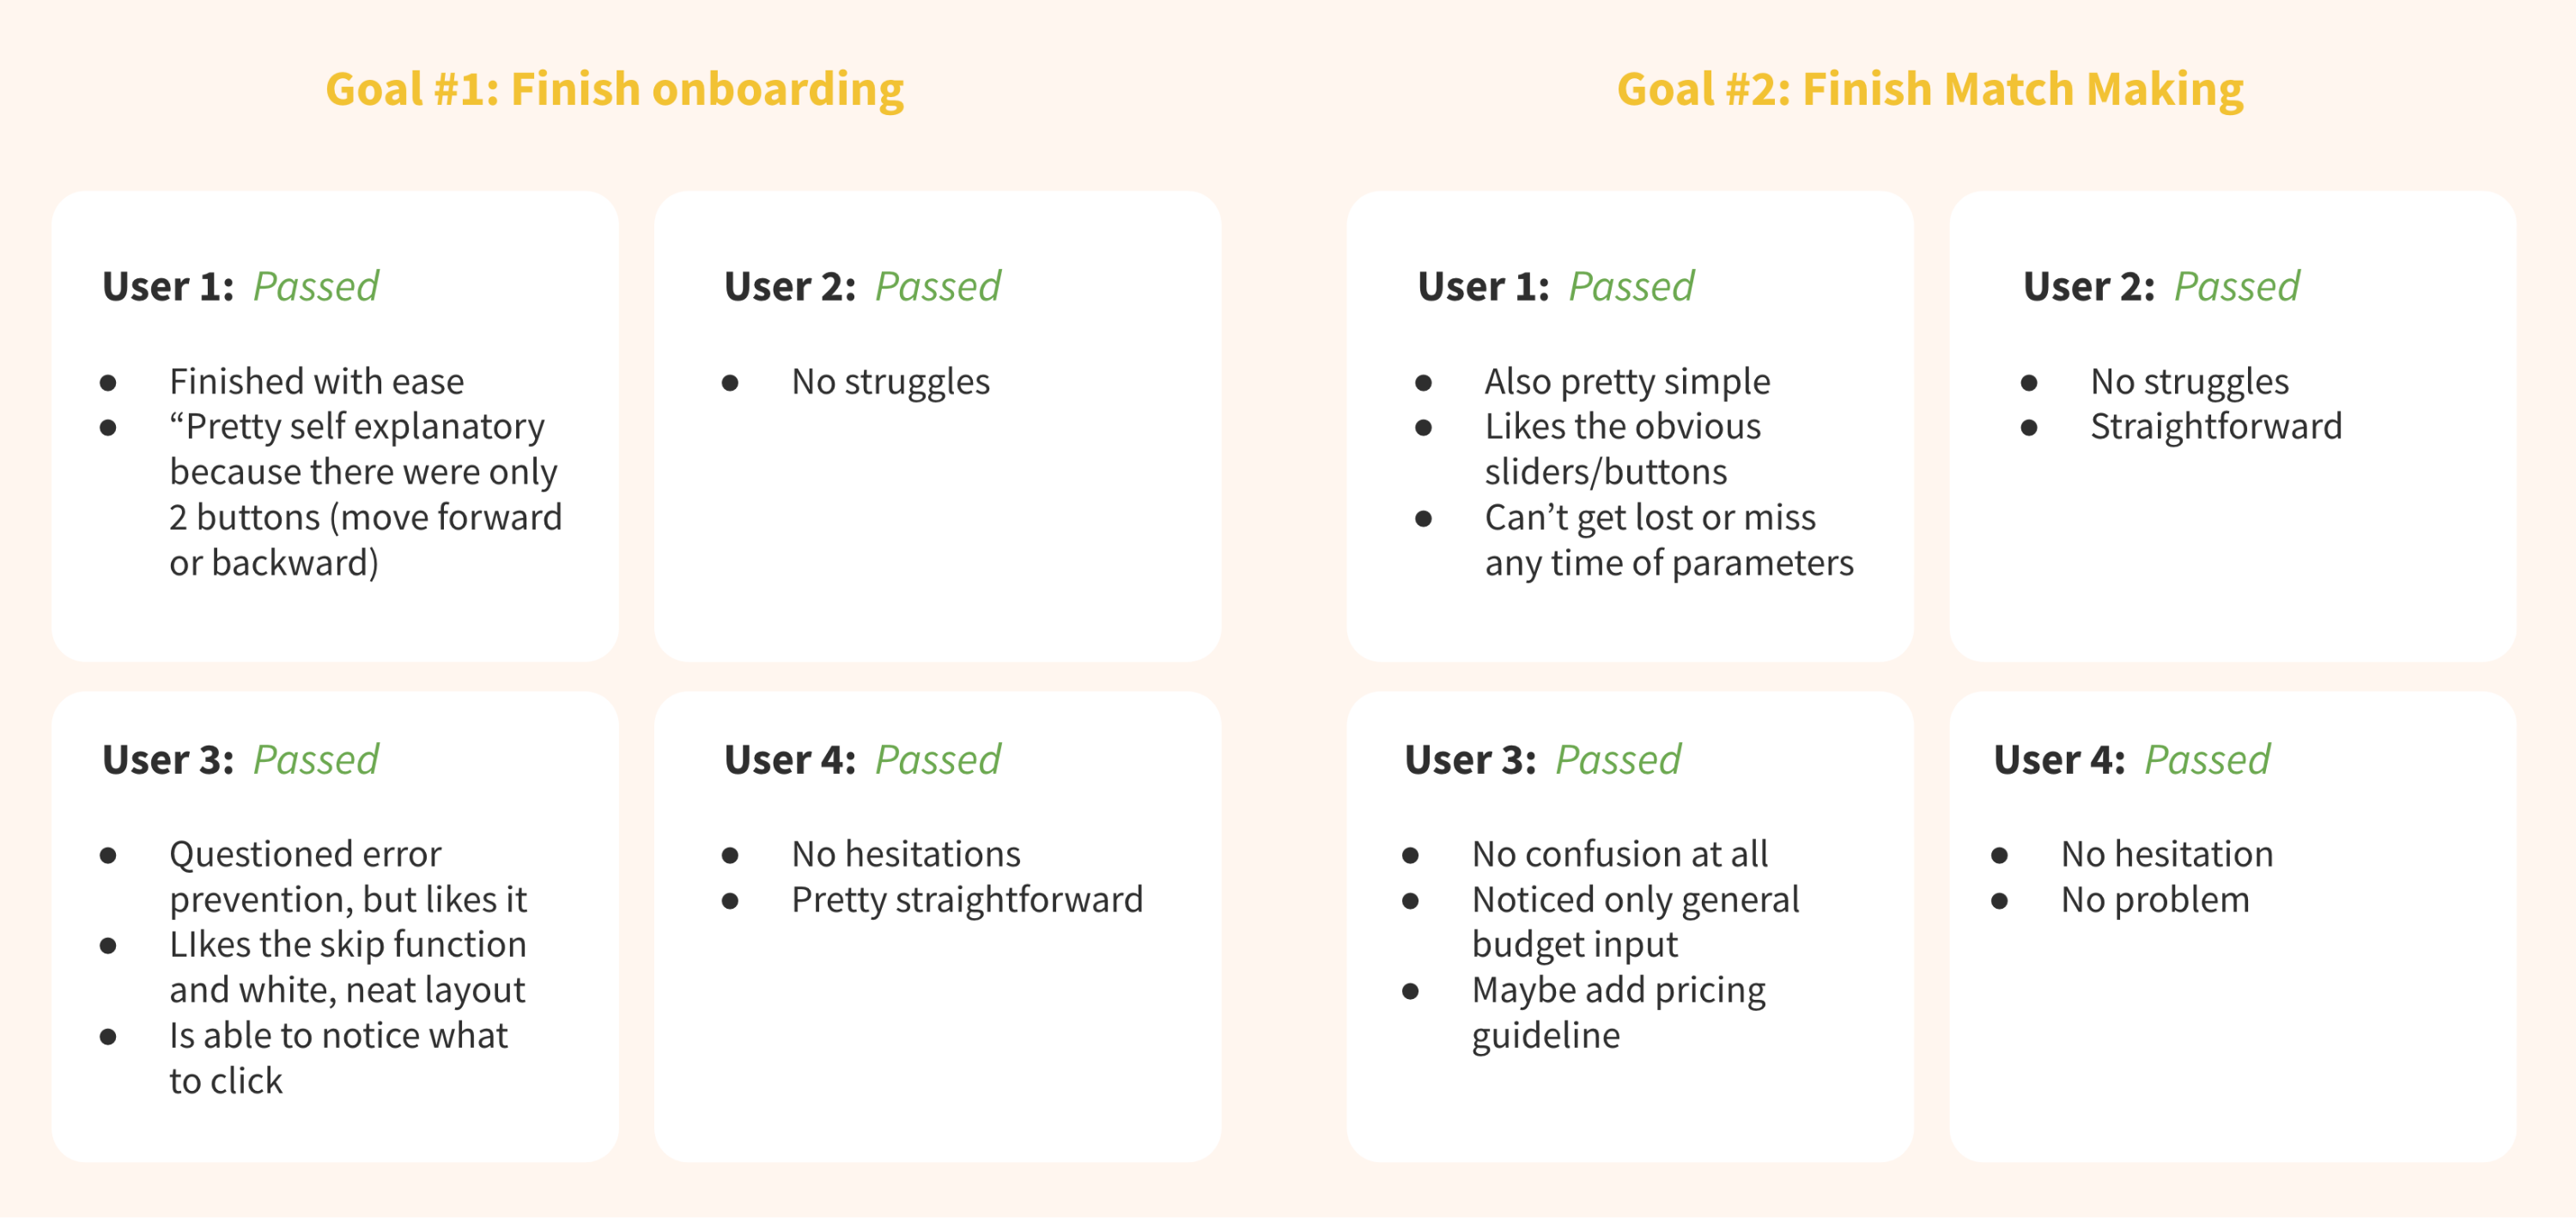 Goal #1: Finish onboarding
User 1: Passed
● Finished with ease
● “Pretty self explanatory
because there were only
2 buttons (move forward
or backward)
User 2: Passed
● No struggles
User 3: Passed
● Questioned error
prevention, but likes it
● LIkes the skip function
and white, neat layout
● Is able to notice what
to click
User 4: Passed
● No hesitations
● Pretty straightforward
Goal #2: Finish Match Making
User 1: Passed
● Also pretty simple
● Likes the obvious
sliders/buttons
● Can’t get lost or miss
any time of parameters
User 2: Passed
● No struggles
● Straightforward
User 3: Passed
● No confusion at all
● Noticed only general
budget input
● Maybe add pricing
guideline
User 4: Passed
● No hesitation
● No problem